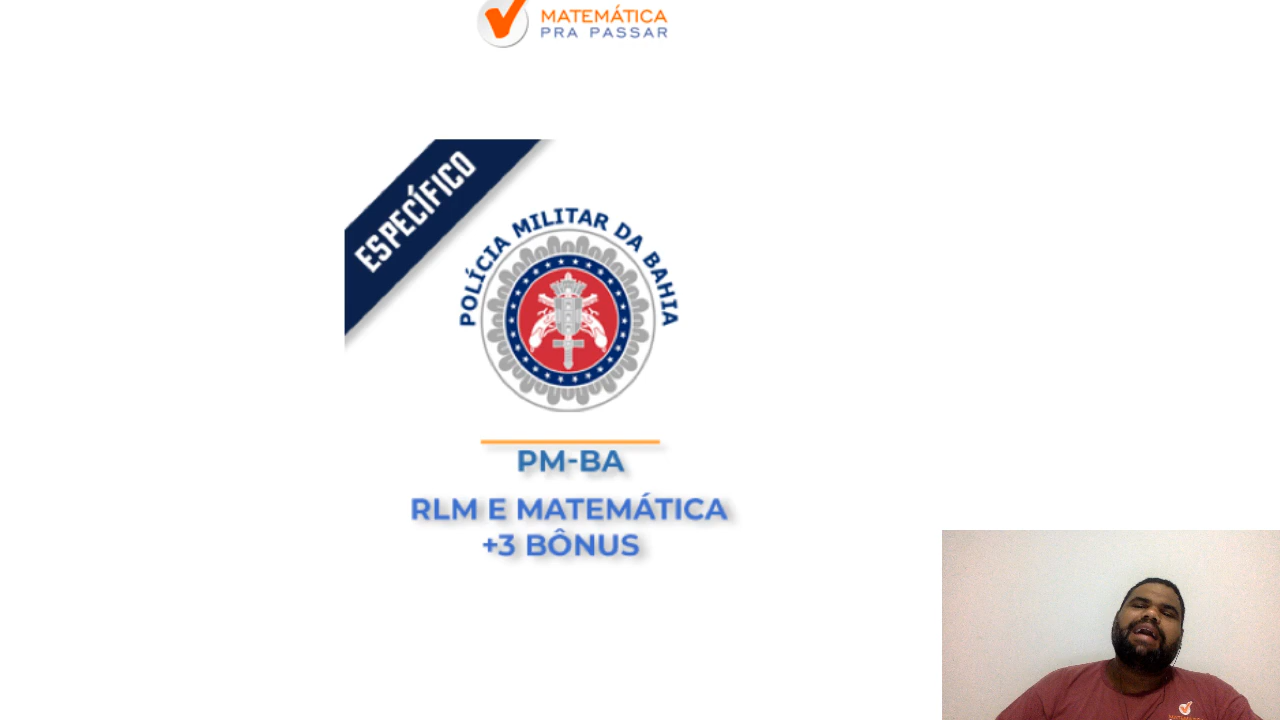 MATEMÁTICA
PRA PASSAR
ESPECÍFICO
POLÍCIA MILITAR DA BAHIA
PM-BA
RLM E MATEMÁTICA
+3 BÔNUS